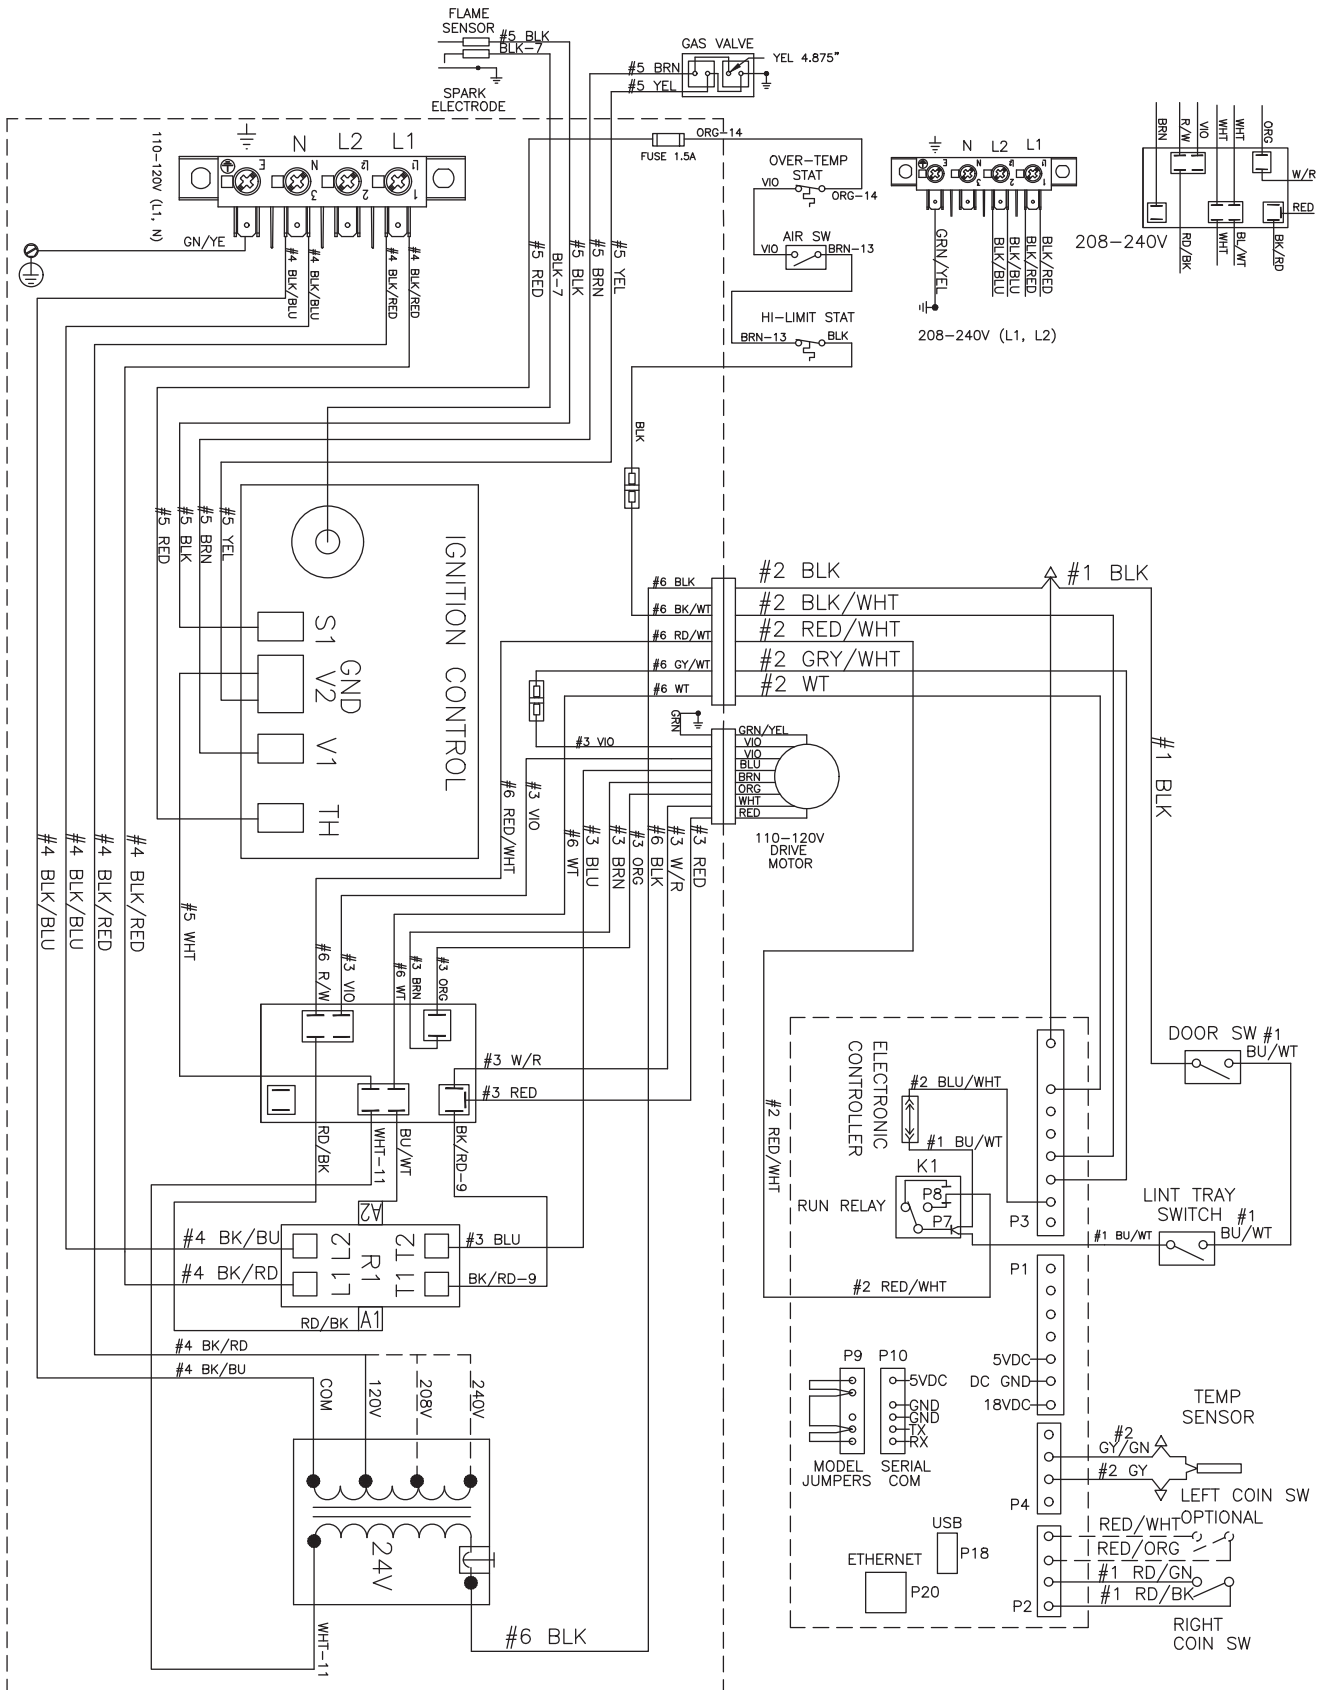 FLAME
SENSOR
#5 BLK
BLK-7
SPARK
ELECTRODE
GAS VALVE
YEL 4.875"
#5 BRN
#5 YEL
110-120V (L1, N)
N L2 L1
E N L2 L1
3 2 1
GN/YE
#4 BLK/BLU
#4 BLK/BLU
#4 BLK/RED
#4 BLK/RED
#5 RED
BLK-7
#5 BLK
#5 BRN
#5 YEL
FUSE 1.5A
ORG-14
OVER-TEMP
STAT
VIO
ORG-14
AIR SW
VIO
BRN-13
HI-LIMIT STAT
BRN-13
BLK
N L2 L1
E N L2 L1
3 2 1
GRN/YEL
BLK/BLU
BLK/BLU
BLK/RED
BLK/RED
208-240V (L1, L2)
BRN
R/W
VIO
WHT
WHT
ORG
W/R
RED
208-240V
RD/BK
WHT
BL/WT
BK/RD
BLK
#5 RED
#5 BLK
#5 BRN
#5 YEL
IGNITION CONTROL
S1
GND
V2
V1
TH
#6 BLK
#6 BK/WT
#6 RD/WT
#6 GY/WT
#6 WT
#2 BLK
#2 BLK/WHT
#2 RED/WHT
#2 GRY/WHT
#2 WT
#1 BLK
#1 BLK
GRN
GRN/YEL
VIO
VIO
BLU
BRN
ORG
WHT
RED
110-120V
DRIVE
MOTOR
#3 VIO
#6 RED/WHT
#3 VIO
#6 WT
#3 BLU
#3 BRN
#3 ORG
#6 BLK
#3 W/R
#3 RED
#4 BLK/BLU
#4 BLK/BLU
#4 BLK/RED
#4 BLK/RED
#5 WHT
#6 R/W
#3 VIO
#6 WT
#3 BRN
#3 ORG
#3 W/R
#3 RED
RD/BK
WHT-11
BU/WT
BK/RD-9
A2
#4 BK/BU
#4 BK/RD
L2
L1
R1
T2
T1
#3 BLU
BK/RD-9
RD/BK
A1
#4 BK/RD
#4 BK/BU
COM
120V
208V
240V
24V
WHT-11
#6 BLK
ELECTRONIC
CONTROLLER
#2 BLU/WHT
#1 BU/WT
K1
P8
P7
RUN RELAY
#2 RED/WHT
#2 RED/WHT
P3
DOOR SW
#1
BU/WT
LINT TRAY
SWITCH
#1
BU/WT
#1 BU/WT
P1
5VDC
DC GND
18VDC
P9
MODEL
JUMPERS
P10
5VDC
GND
GND
TX
RX
SERIAL
COM
TEMP
SENSOR
#2
GY/GN
#2 GY
P4
LEFT COIN SW
OPTIONAL
RED/WHT
RED/ORG
#1 RD/GN
#1 RD/BK
P2
RIGHT
COIN SW
USB
P18
ETHERNET
P20